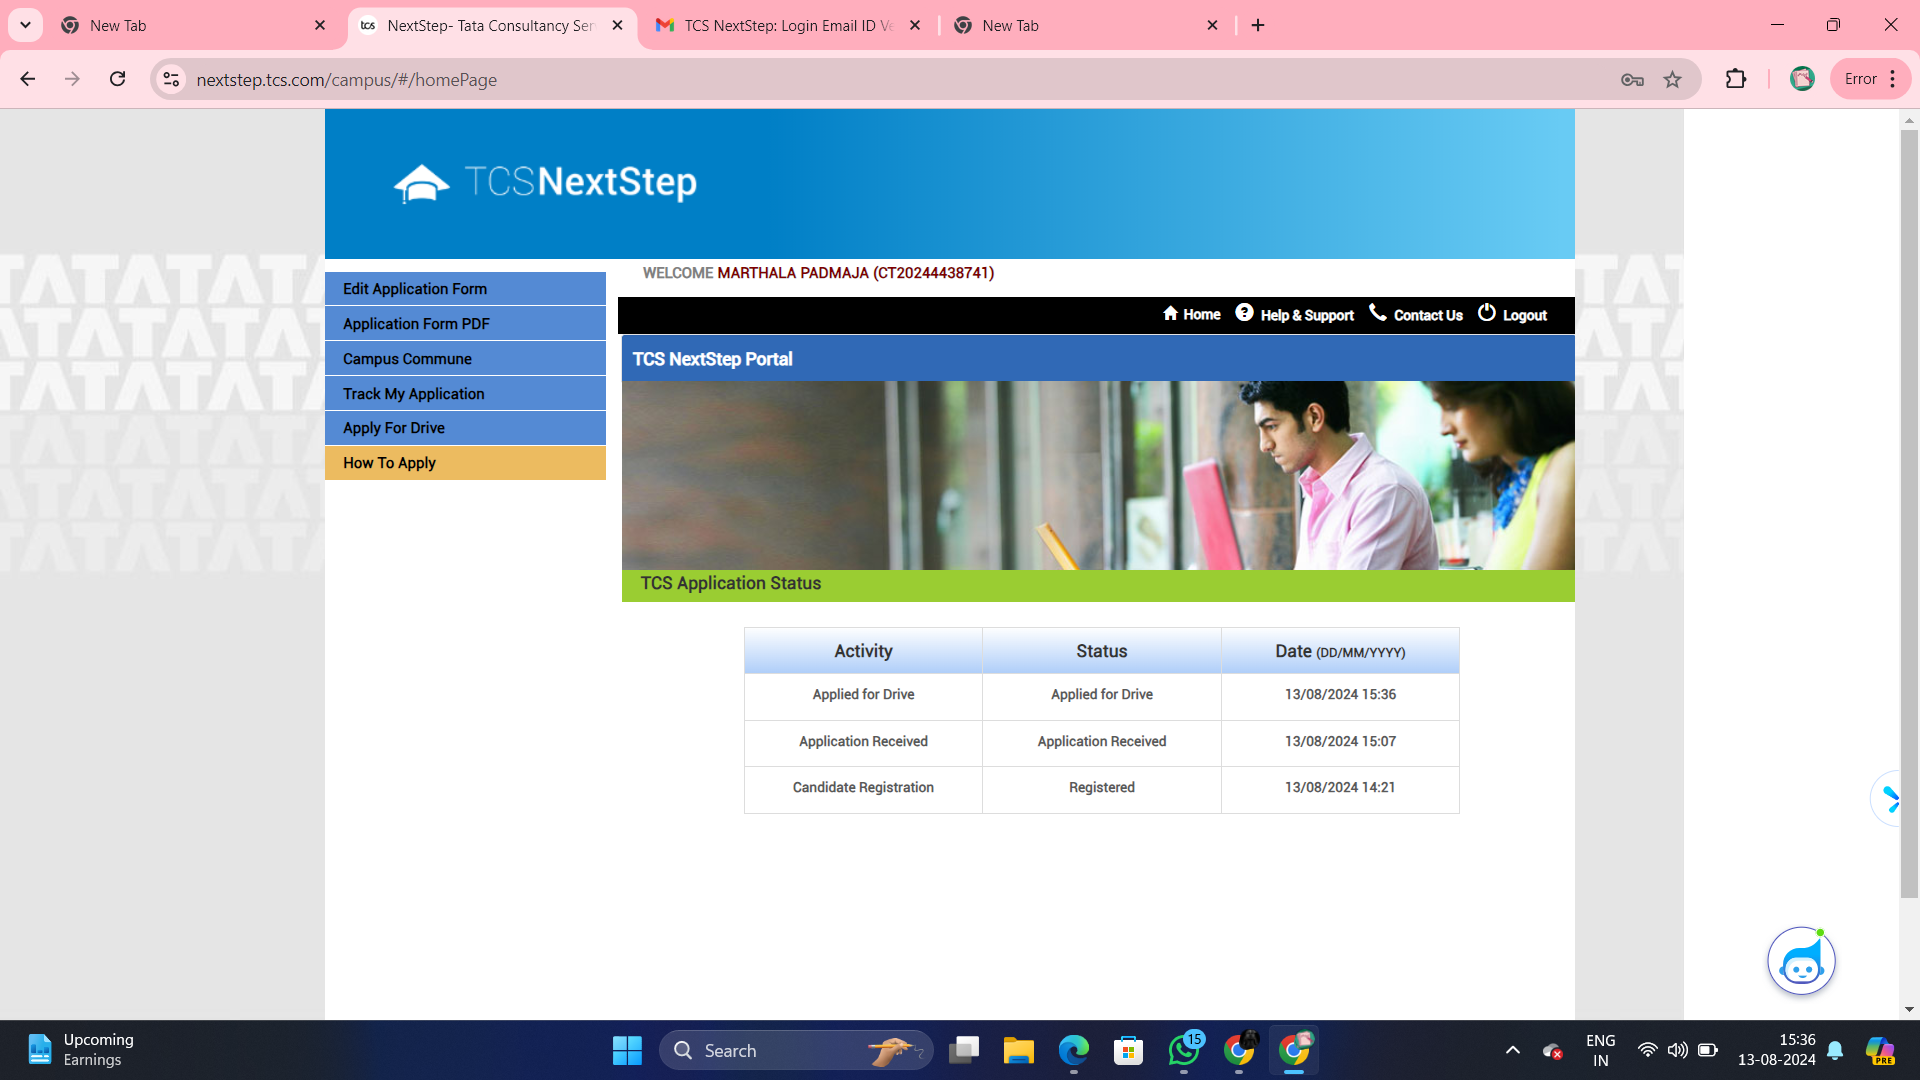 New Tab
NextStep- Tata Consultancy Ser
TCS NextStep: Login Email ID Ve
New Tab
nextstep.tcs.com/campus/#/homePage
Error
TCSNextStep
WELCOME MARTHALA PADMAJA (CT20244438741)
Edit Application Form
Application Form PDF
Campus Commune
Track My Application
Apply For Drive
How To Apply
Home
Help & Support
Contact Us
Logout
TCS NextStep Portal
TCS Application Status
Activity Status Date (DD/MM/YYYY)
Applied for Drive Applied for Drive 13/08/2024 15:36
Application Received Application Received 13/08/2024 15:07
Candidate Registration Registered 13/08/2024 14:21
Upcoming
Earnings
Search
15
ENG
IN
15:36
13-08-2024
PRE